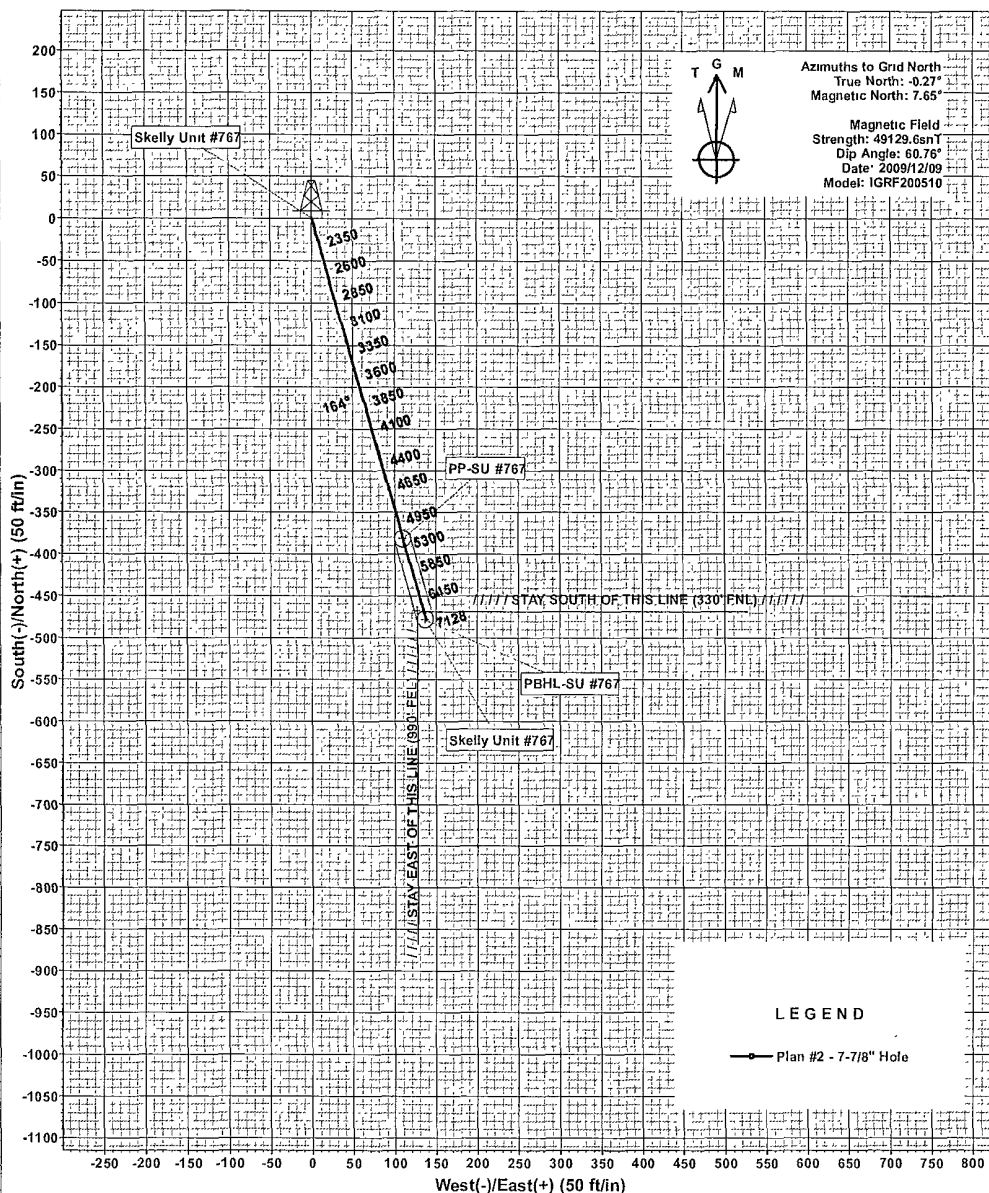 T G M
Azimuths to Grid North
True North: -0.27°
Magnetic North: 7.65°
Magnetic Field
Strength: 49129.6snT
Dip Angle: 60.76°
Date: 2009/12/09
Model: IGRF200510
Skelly Unit #767
2350
2600
2850
3100
3350
3600
3850
164°
4100
4400
4650
PP-SU #767
4950
5300
5850
6450
///// STAY SOUTH OF THIS LINE (330' FNL) //////
7128
PBHL-SU #767
Skelly Unit #767
///// STAY EAST OF THIS LINE (990' FEL) //////
South(-)/North(+) (50 ft/in)
200
150
100
50
0
-50
-100
-150
-200
-250
-300
-350
-400
-450
-500
-550
-600
-650
-700
-750
-800
-850
-900
-950
-1000
-1050
-1100
LEGEND
Plan #2 - 7-7/8" Hole
-250 -200 -150 -100 -50 0 50 100 150 200 250 300 350 400 450 500 550 600 650 700 750 800
West(-)/East(+) (50 ft/in)